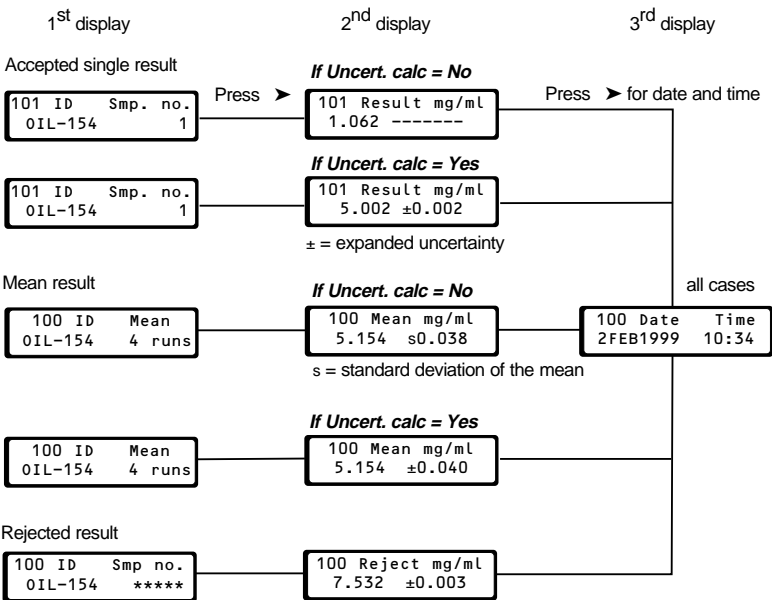 1st display 2nd display 3rd display
Accepted single result
If Uncert. calc = No
Press ➤ Press ➤ for date and time
101 ID Smp. no.
OIL-154 1
101 Result mg/ml
1.062 -------
If Uncert. calc = Yes
101 ID Smp. no.
OIL-154 1
101 Result mg/ml
5.002 ±0.002
± = expanded uncertainty
Mean result
If Uncert. calc = No
all cases
100 ID Mean
OIL-154 4 runs
100 Mean mg/ml
5.154 s0.038
100 Date Time
2FEB1999 10:34
s = standard deviation of the mean
If Uncert. calc = Yes
100 ID Mean
OIL-154 4 runs
100 Mean mg/ml
5.154 ±0.040
Rejected result
100 ID Smp no.
OIL-154 *****
100 Reject mg/ml
7.532 ±0.003